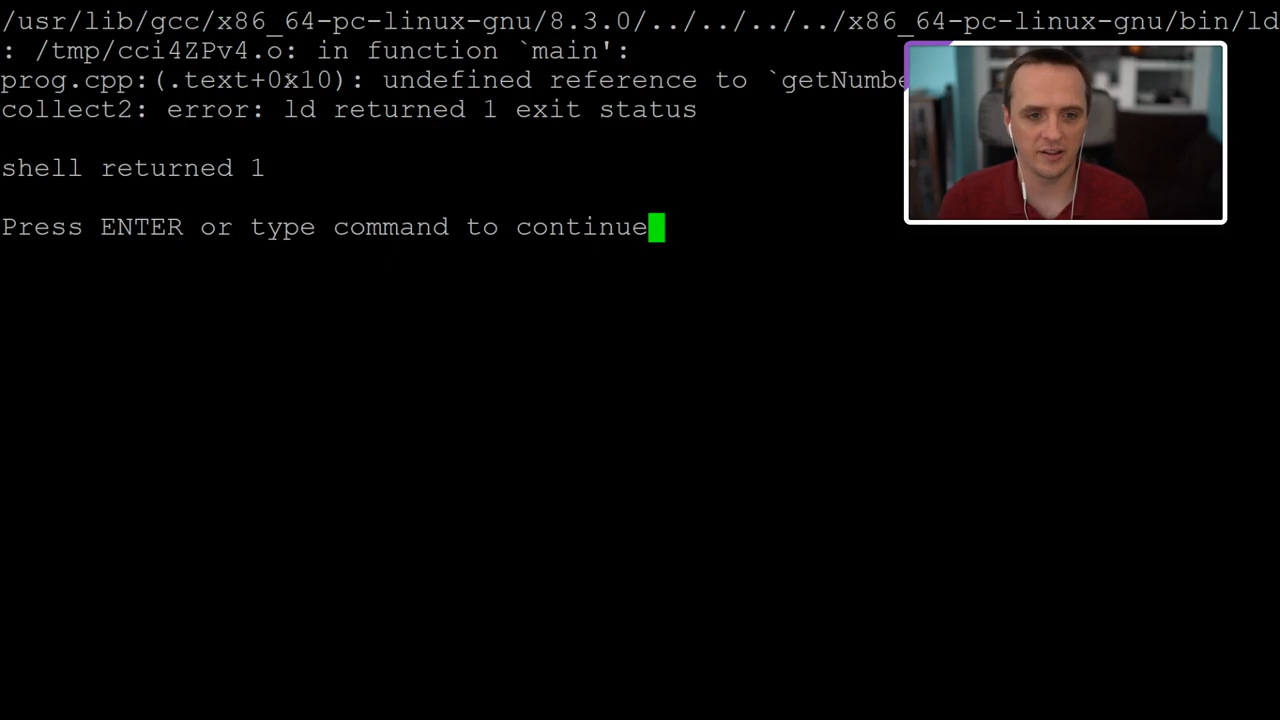 /usr/lib/gcc/x86_64-pc-linux-gnu/8.3.0/../../../../x86_64-pc-linux-gnu/bin/ld
: /tmp/cci4ZPv4.o: in function `main':
prog.cpp:(.text+0x10): undefined reference to `getNumbe
collect2: error: ld returned 1 exit status
shell returned 1
Press ENTER or type command to continue